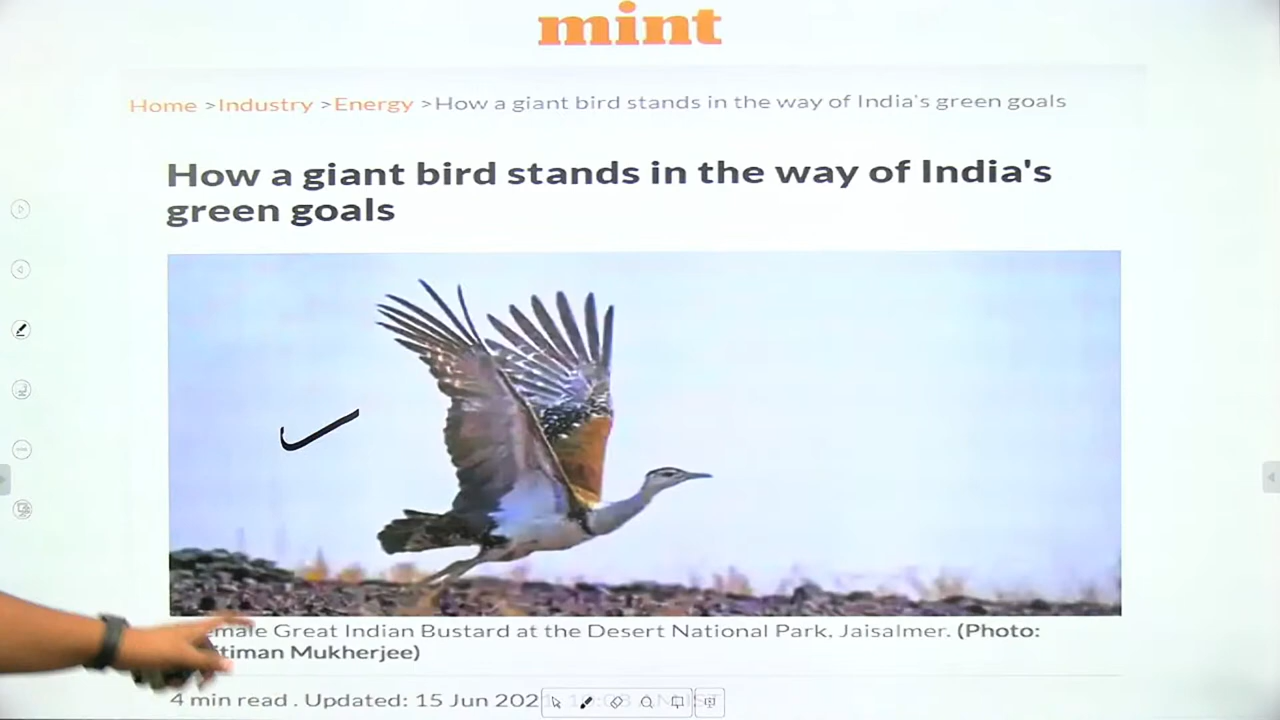 mint
Home >Industry >Energy >How a giant bird stands in the way of India's green goals
How a giant bird stands in the way of India's
green goals
Great Indian Bustard at the Desert National Park, Jaisalmer. (Photo:
Mukherjee)
4 min read . Updated: 15 Jun